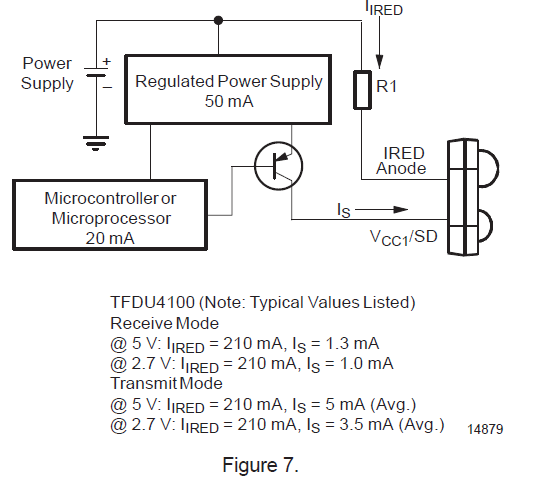 IIRED
Power
Supply
+
–
Regulated Power Supply
50 mA
R1
IRED
Anode
Microcontroller or
Microprocessor
20 mA
IS
VCC1/SD
TFDU4100 (Note: Typical Values Listed)
Receive Mode
@ 5 V: IIRED = 210 mA, IS = 1.3 mA
@ 2.7 V: IIRED = 210 mA, IS = 1.0 mA
Transmit Mode
@ 5 V: IIRED = 210 mA, IS = 5 mA (Avg.)
@ 2.7 V: IIRED = 210 mA, IS = 3.5 mA (Avg.)
14879
Figure 7.